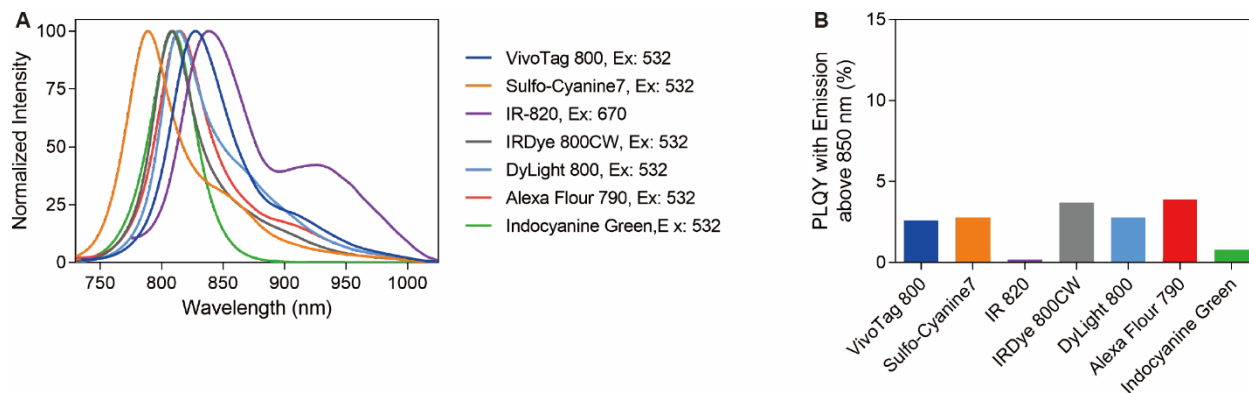 A
Normalized Intensity
100
75
50
25
0
750
800
850
900
950
1000
Wavelength (nm)
VivoTag 800, Ex: 532
Sulfo-Cyanine7, Ex: 532
IR-820, Ex: 670
IRDye 800CW, Ex: 532
DyLight 800, Ex: 532
Alexa Flour 790, Ex: 532
Indocyanine Green,E x: 532
B
PLQY with Emission
above 850 nm (%)
15
10
5
0
VivoTag 800
Sulfo-Cyanine7
IR 820
IRDye 800CW
DyLight 800
Alexa Flour 790
Indocyanine Green